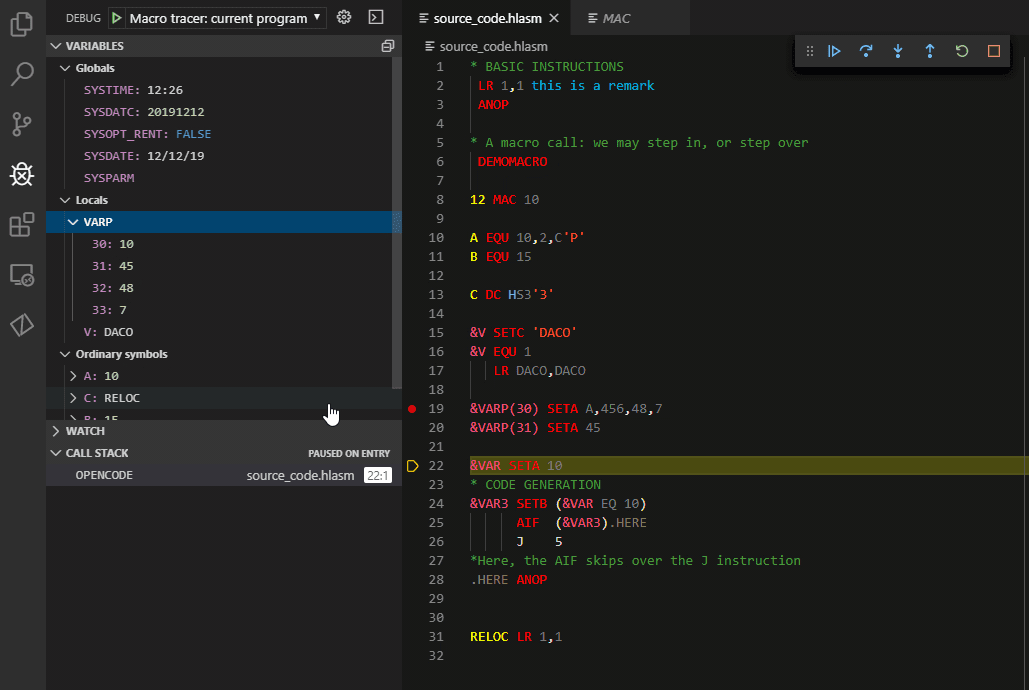 DEBUG Macro tracer: current program
VARIABLES
Globals
SYSTIME: 12:26
SYSDATC: 20191212
SYSOPT_RENT: FALSE
SYSDATE: 12/12/19
SYSPARM
Locals
VARP
30: 10
31: 45
32: 48
33: 7
V: DACO
Ordinary symbols
A: 10
C: RELOC
B: 15
WATCH
CALL STACK PAUSED ON ENTRY
OPENCODE source_code.hlasm 22:1
source_code.hlasm MAC
source_code.hlasm
1 * BASIC INSTRUCTIONS
2 LR 1,1 this is a remark
3 ANOP
4
5 * A macro call: we may step in, or step over
6 DEMOMACRO
7
8 12 MAC 10
9
10 A EQU 10,2,C'P'
11 B EQU 15
12
13 C DC HS3'3'
14
15 &V SETC 'DACO'
16 &V EQU 1
17 LR DACO,DACO
18
19 &VARP(30) SETA A,456,48,7
20 &VARP(31) SETA 45
21
22 &VAR SETA 10
23 * CODE GENERATION
24 &VAR3 SETB (&VAR EQ 10)
25 AIF (&VAR3).HERE
26 J 5
27 *Here, the AIF skips over the J instruction
28 .HERE ANOP
29
30
31 RELOC LR 1,1
32